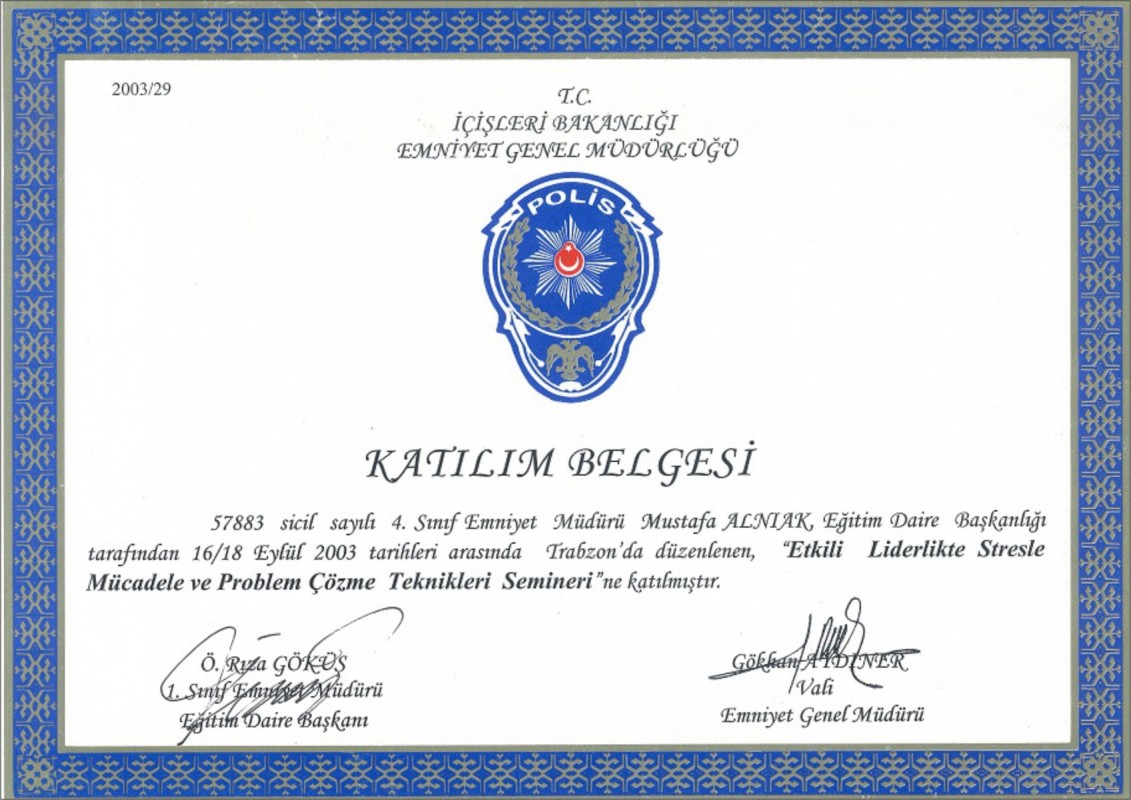 2003/29
T.C.
İÇİŞLERİ BAKANLIĞI
EMNİYET GENEL MÜDÜRLÜĞÜ
POLİS
KATILIM BELGESİ
57883 sicil sayılı 4. Sınıf Emniyet Müdürü Mustafa ALNIAK, Eğitim Daire Başkanlığı
tarafından 16/18 Eylül 2003 tarihleri arasında Trabzon'da düzenlenen, "Etkili Liderlikte Stresle
Mücadele ve Problem Çözme Teknikleri Semineri"ne katılmıştır.
Ö. Rıza GÖKÜŞ
1. Sınıf Emniyet Müdürü
Eğitim Daire Başkanı
Gökhan AYDINER
Vali
Emniyet Genel Müdürü